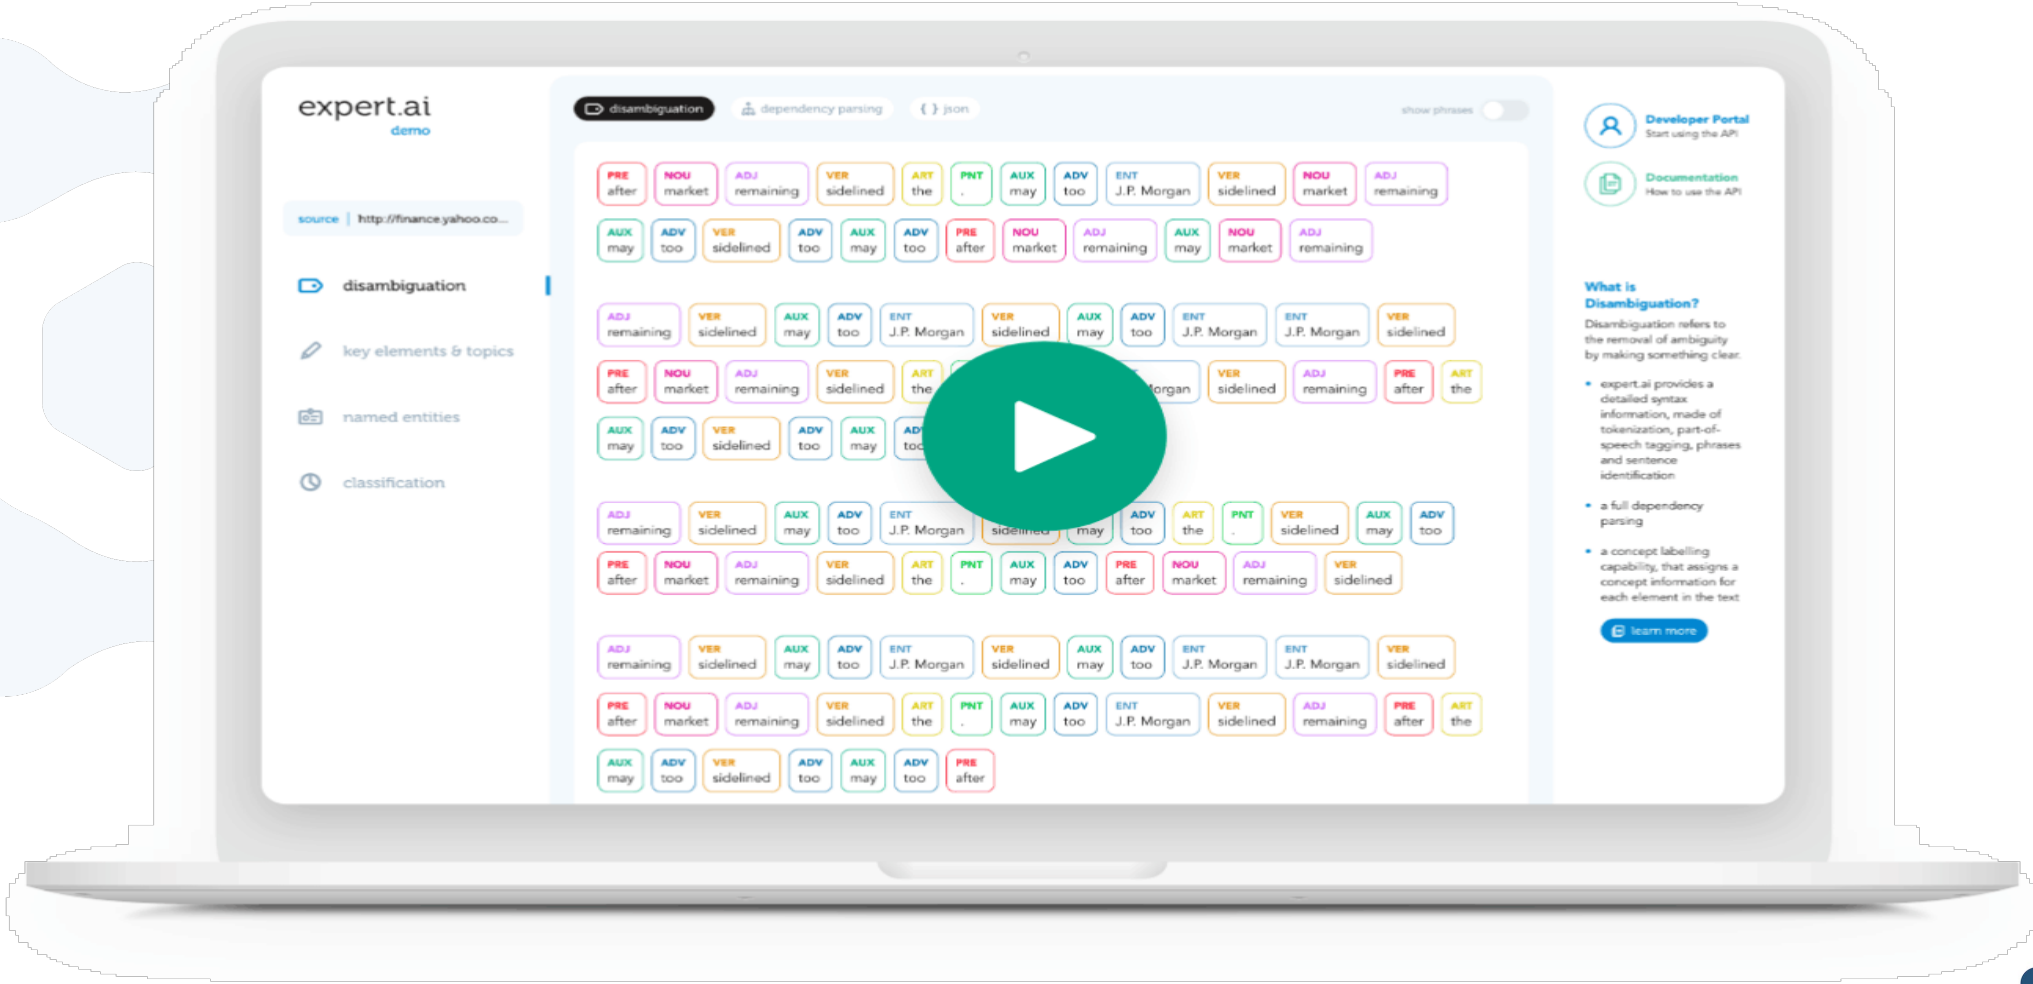 expert.ai
demo
source | http://finance.yahoo.co...
disambiguation
key elements & topics
named entities
classification
disambiguation dependency parsing { } json show phrases
PRE NOU ADJ VER ART PNT AUX ADV ENT VER NOU ADJ
after market remaining sidelined the . may too J.P. Morgan sidelined market remaining
AUX ADV VER ADV AUX ADV PRE NOU ADJ AUX NOU ADJ
may too sidelined too may too after market remaining may market remaining
ADJ VER AUX ADV ENT VER AUX ADV ENT ENT VER
remaining sidelined may too J.P. Morgan sidelined may too J.P. Morgan J.P. Morgan sidelined
PRE NOU ADJ VER ART VER ADJ PRE ART
after market remaining sidelined the organ sidelined remaining after the
AUX ADV VER ADV AUX
may too sidelined too may
ADJ VER AUX ADV ENT ADV ART PNT VER AUX ADV
remaining sidelined may too J.P. Morgan sidelined may too the . sidelined may too
PRE NOU ADJ VER ART PNT AUX ADV PRE NOU ADJ VER
after market remaining sidelined the . may too after market remaining sidelined
ADJ VER AUX ADV ENT VER AUX ADV ENT ENT VER
remaining sidelined may too J.P. Morgan sidelined may too J.P. Morgan J.P. Morgan sidelined
PRE NOU ADJ VER ART PNT AUX ADV ENT VER ADJ PRE ART
after market remaining sidelined the . may too J.P. Morgan sidelined remaining after the
AUX ADV VER ADV AUX ADV PRE
may too sidelined too may too after
Developer Portal
Start using the API
Documentation
How to use the API
What is
Disambiguation?
Disambiguation refers to
the removal of ambiguity
by making something clear.
• expert.ai provides a
detailed syntax
information, made of
tokenization, part-of-
speech tagging, phrases
and sentence
identification
• a full dependency
parsing
• a concept labelling
capability, that assigns a
concept information for
each element in the text
learn more